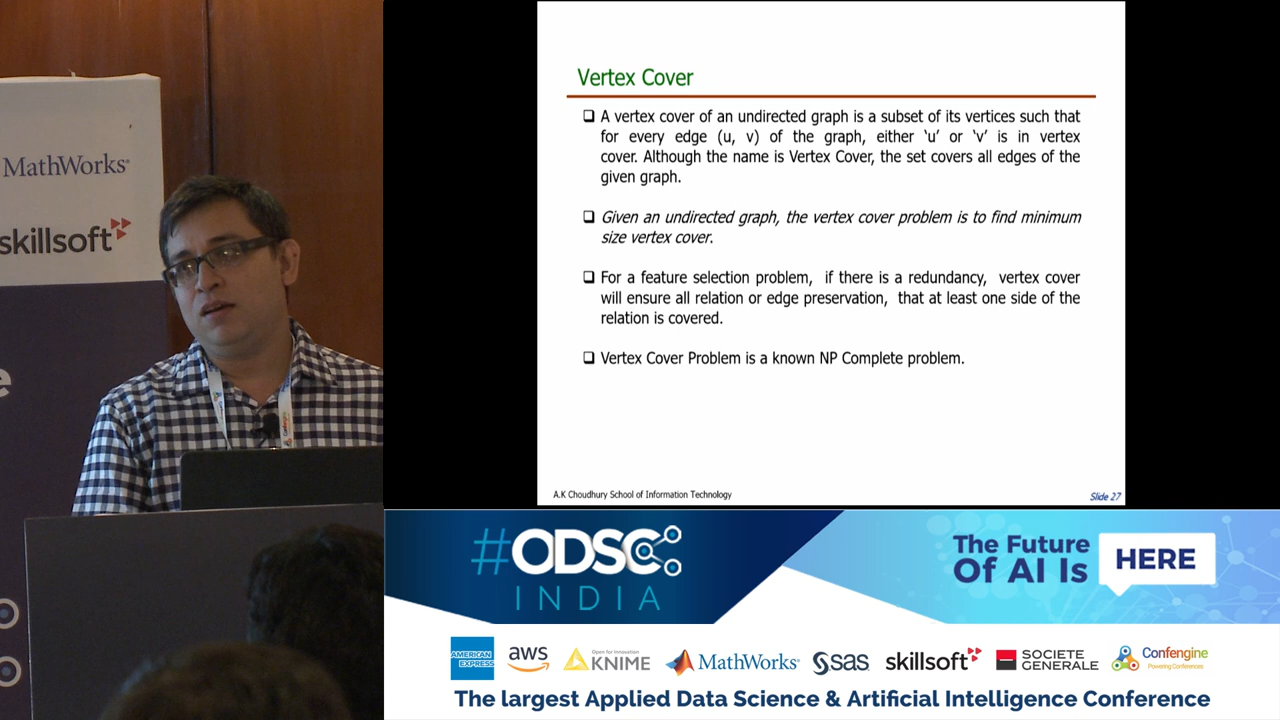 MathWorks®
skillsoft
e
Vertex Cover
❑ A vertex cover of an undirected graph is a subset of its vertices such that
for every edge (u, v) of the graph, either ‘u’ or ‘v’ is in vertex
cover. Although the name is Vertex Cover, the set covers all edges of the
given graph.
❑ Given an undirected graph, the vertex cover problem is to find minimum
size vertex cover.
❑ For a feature selection problem, if there is a redundancy, vertex cover
will ensure all relation or edge preservation, that at least one side of the
relation is covered.
❑ Vertex Cover Problem is a known NP Complete problem.
A.K Choudhury School of Information Technology
Slide 27
#ODSC
INDIA
The Future
Of AI Is
HERE
AMERICAN
EXPRESS
aws
Open for Innovation
KNIME
MathWorks®
sas
skillsoft
SOCIETE
GENERALE
Confengine
Powering Conferences
The largest Applied Data Science & Artificial Intelligence Conference